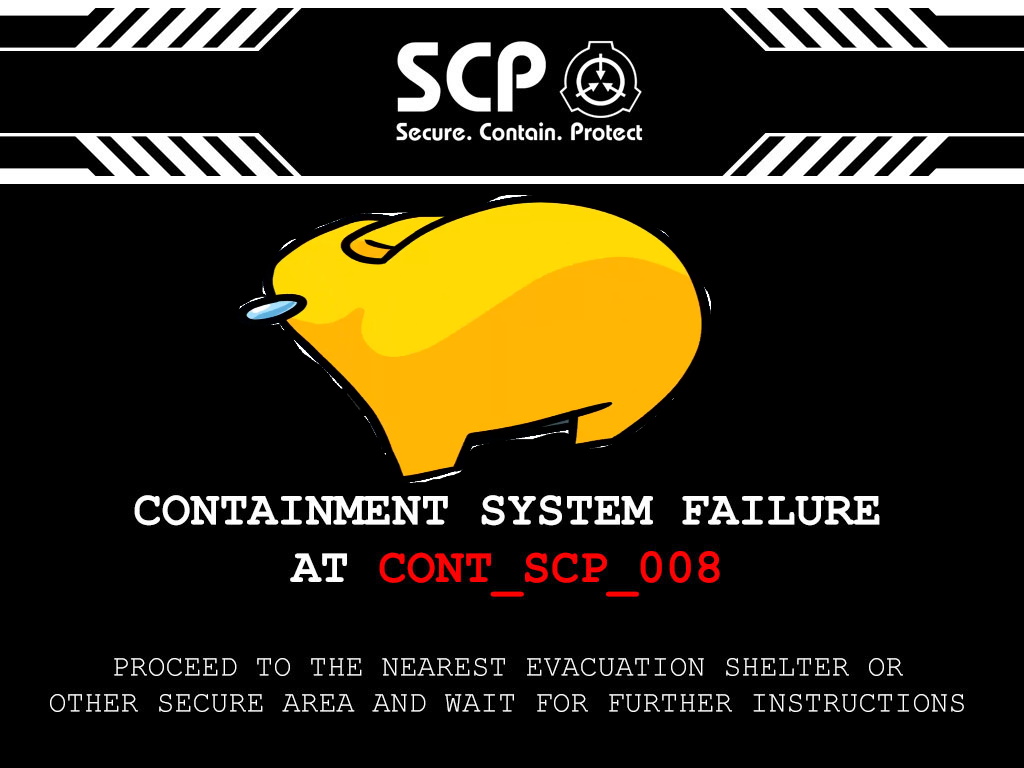 SCP
Secure. Contain. Protect
CONTAINMENT SYSTEM FAILURE
AT CONT_SCP_008
PROCEED TO THE NEAREST EVACUATION SHELTER OR
OTHER SECURE AREA AND WAIT FOR FURTHER INSTRUCTIONS